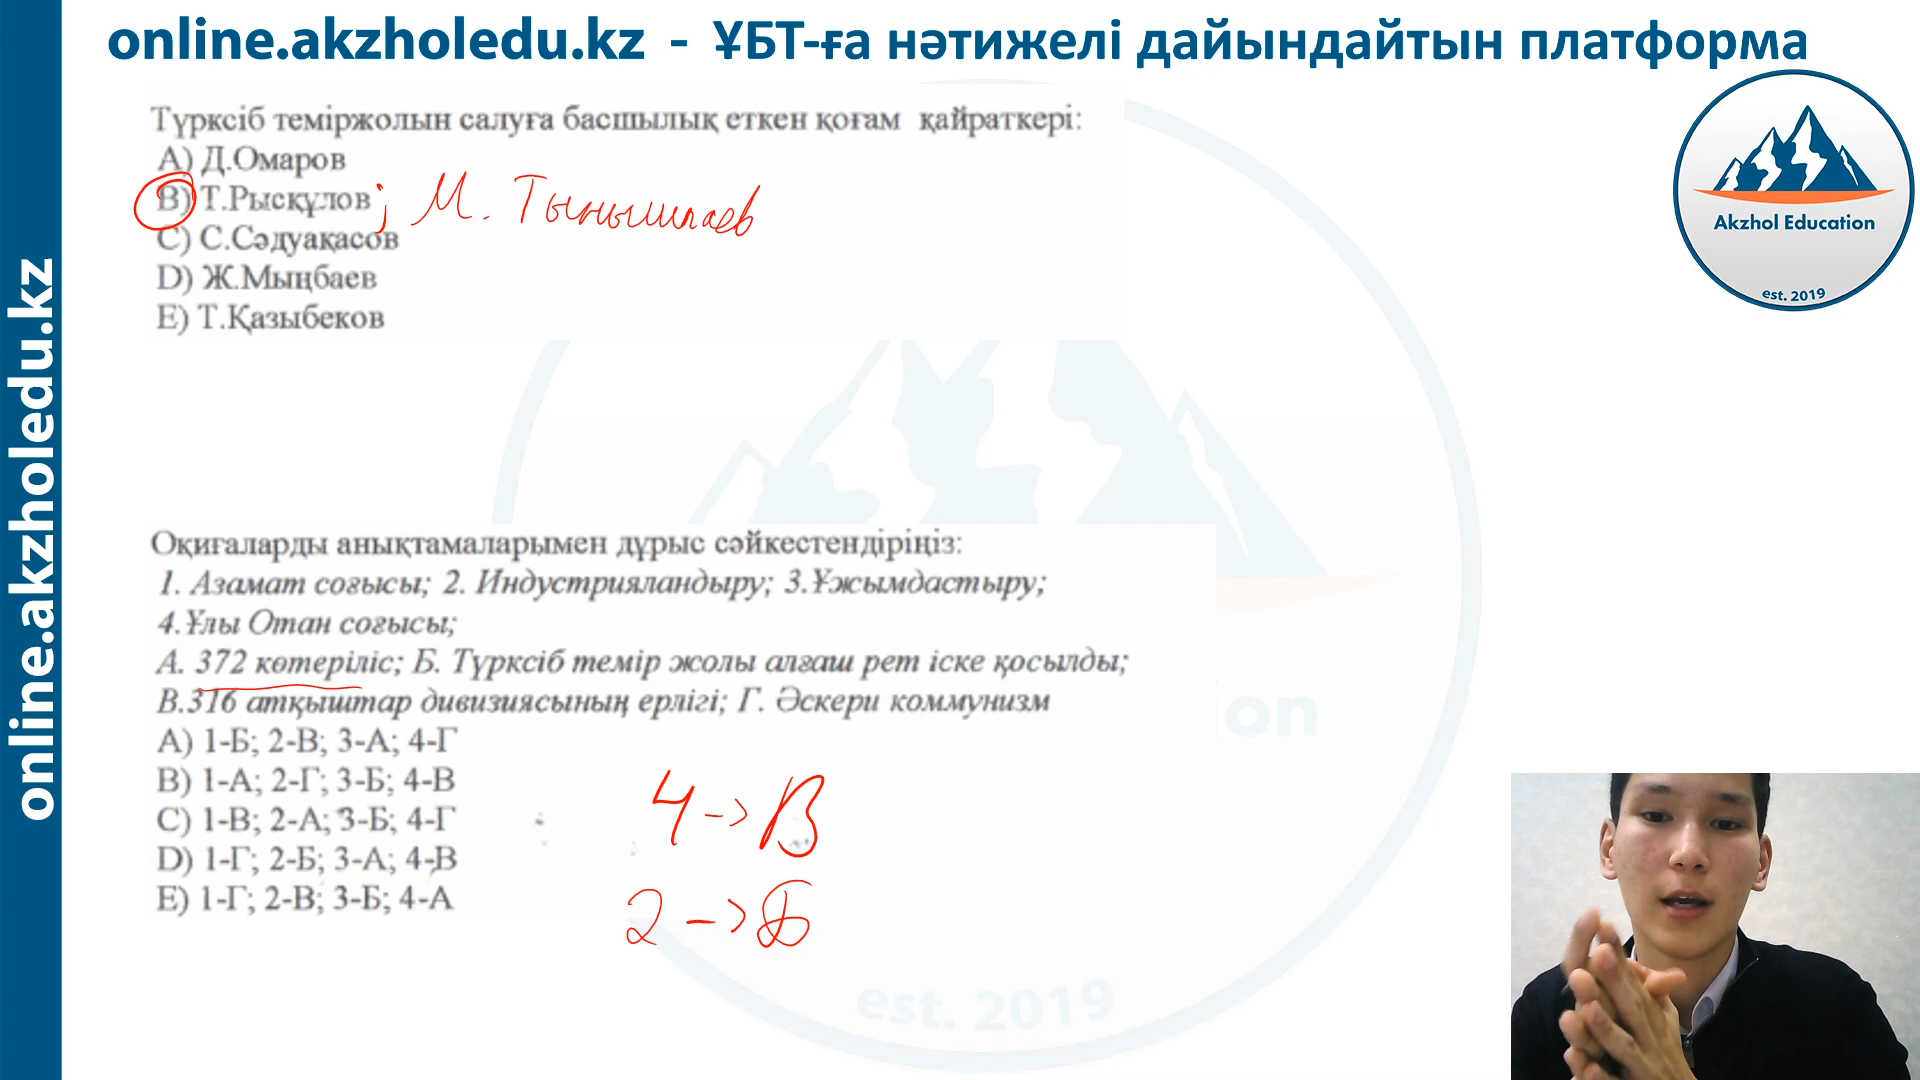 online.akzholedu.kz - ҰБТ-ға нәтижелі дайындайтын платформа
online.akzholedu.kz
Akzhol Education
est. 2019
Түрксіб теміржолын салуға басшылық еткен қоғам қайраткері:
A) Д.Омаров
B) Т.Рысқұлов ; М. Тынышпаев
C) С.Сәдуақасов
D) Ж.Мыңбаев
E) Т.Қазыбеков
Оқиғаларды анықтамаларымен дұрыс сәйкестендіріңіз:
1. Азамат соғысы; 2. Индустрияландыру; 3.Ұжымдастыру;
4.Ұлы Отан соғысы;
А. 372 көтеріліс; Б. Түрксіб темір жолы алғаш рет іске қосылды;
В.316 атқыштар дивизиясының ерлігі; Г. Әскери коммунизм
A) 1-Б; 2-В; 3-А; 4-Г
B) 1-А; 2-Г; 3-Б; 4-В
C) 1-В; 2-А; 3-Б; 4-Г
D) 1-Г; 2-Б; 3-А; 4-В
E) 1-Г; 2-В; 3-Б; 4-А
4 -> В
2 -> Б
tion
est. 2019